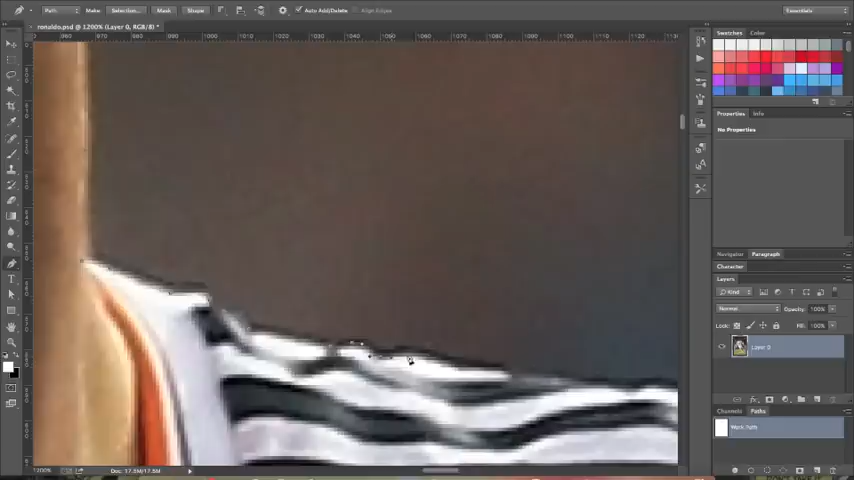 Path Make: Selection... Mask Shape Auto Add/Delete Align Edges Essentials
ronaldo.psd @ 1200% (Layer 0, RGB/8) *
Swatches
Properties Info
No Properties
Navigator Paragraph
Character
Layers
Kind
Normal Opacity: 100%
Lock: Fill: 100%
Layer 0
Channels Paths
Work Path
1200% Doc: 17.5M/17.5M